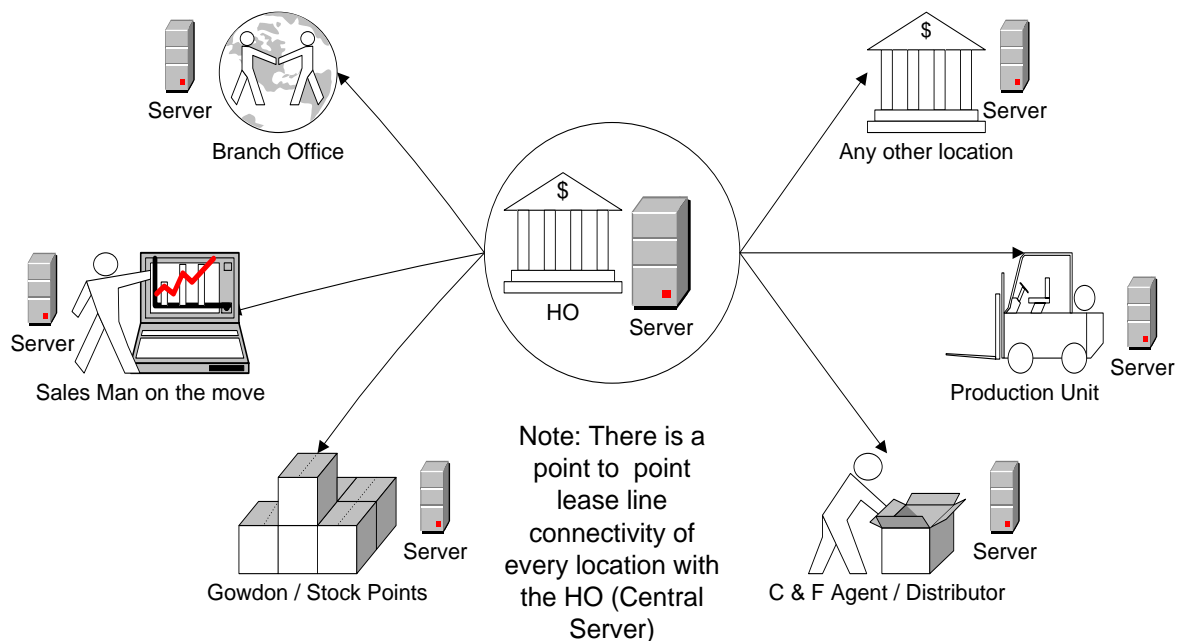 $
Server
Branch Office
$
Server
Any other location
$
HO
Server
Server
Sales Man on the move
Server
Production Unit
Server
Gowdon / Stock Points
Note: There is a
point to  point
lease line
connectivity of
every location with
the HO (Central
Server)
Server
C & F Agent / Distributor